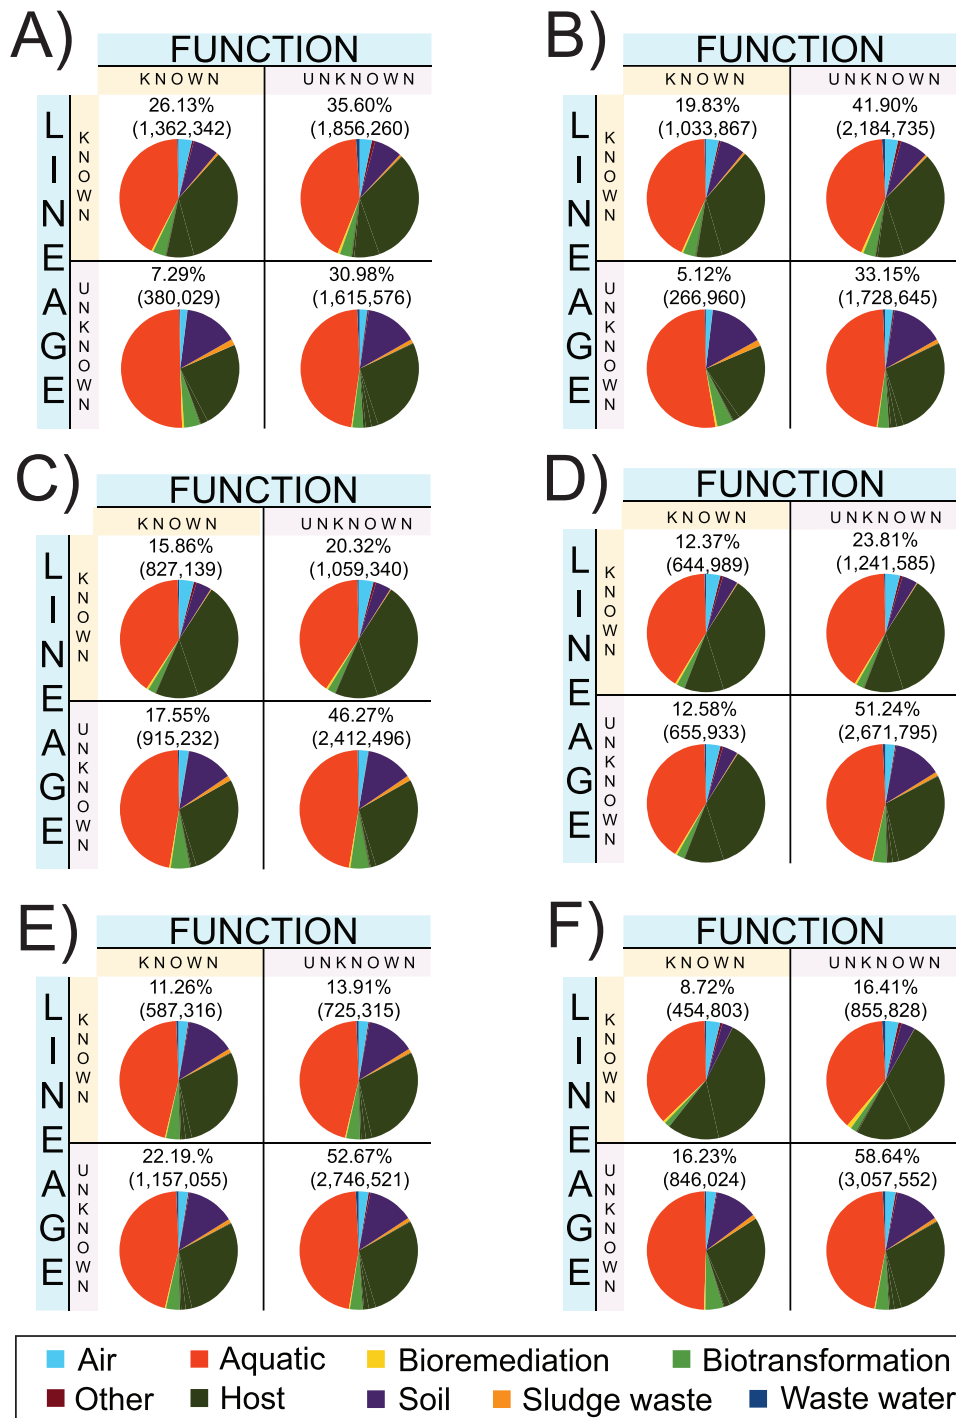 A)
FUNCTION
KNOWN
UNKNOWN
LINEAGE
KNOWN
26.13%
(1,362,342)
35.60%
(1,856,260)
UNKNOWN
7.29%
(380,029)
30.98%
(1,615,576)
B)
FUNCTION
KNOWN
UNKNOWN
LINEAGE
KNOWN
19.83%
(1,033,867)
41.90%
(2,184,735)
UNKNOWN
5.12%
(266,960)
33.15%
(1,728,645)
C)
FUNCTION
KNOWN
UNKNOWN
LINEAGE
KNOWN
15.86%
(827,139)
20.32%
(1,059,340)
UNKNOWN
17.55%
(915,232)
46.27%
(2,412,496)
D)
FUNCTION
KNOWN
UNKNOWN
LINEAGE
KNOWN
12.37%
(644,989)
23.81%
(1,241,585)
UNKNOWN
12.58%
(655,933)
51.24%
(2,671,795)
E)
FUNCTION
KNOWN
UNKNOWN
LINEAGE
KNOWN
11.26%
(587,316)
13.91%
(725,315)
UNKNOWN
22.19.%
(1,157,055)
52.67%
(2,746,521)
F)
FUNCTION
KNOWN
UNKNOWN
LINEAGE
KNOWN
8.72%
(454,803)
16.41%
(855,828)
UNKNOWN
16.23%
(846,024)
58.64%
(3,057,552)
Air
Aquatic
Bioremediation
Biotransformation
Other
Host
Soil
Sludge waste
Waste water